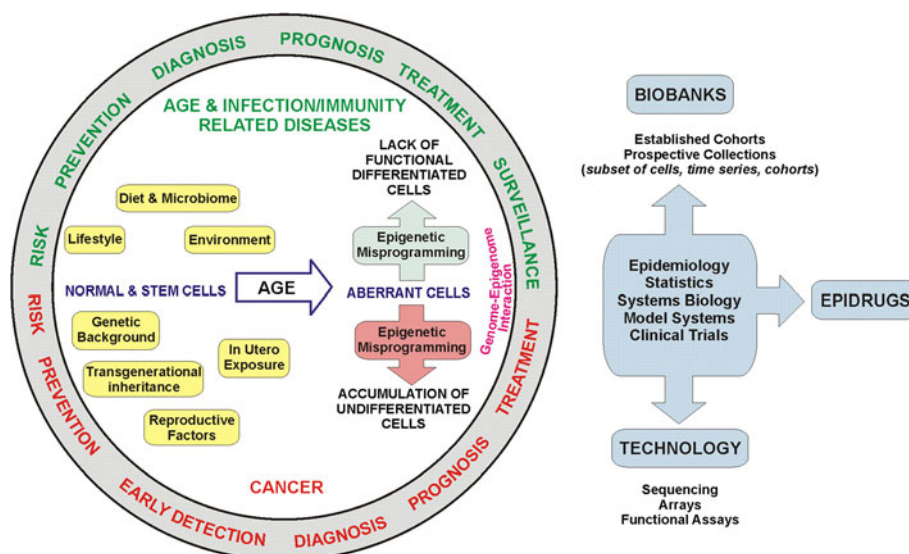 RISK
PREVENTION
DIAGNOSIS
PROGNOSIS
TREATMENT
SURVEILLANCE
AGE & INFECTION/IMMUNITY
RELATED DISEASES
LACK OF
FUNCTIONAL
DIFFERENTIATED
CELLS
Diet & Microbiome
Lifestyle
Environment
Epigenetic
Misprogramming
NORMAL & STEM CELLS
AGE
ABERRANT CELLS
Genome-Epigenome
Interaction
Genetic
Background
In Utero
Exposure
Transgenerational
inheritance
Reproductive
Factors
Epigenetic
Misprogramming
ACCUMULATION OF
UNDIFFERENTIATED
CELLS
CANCER
RISK
PREVENTION
EARLY DETECTION
DIAGNOSIS
PROGNOSIS
TREATMENT
BIOBANKS
Established Cohorts
Prospective Collections
(subset of cells, time series, cohorts)
Epidemiology
Statistics
Systems Biology
Model Systems
Clinical Trials
EPIDRUGS
TECHNOLOGY
Sequencing
Arrays
Functional Assays